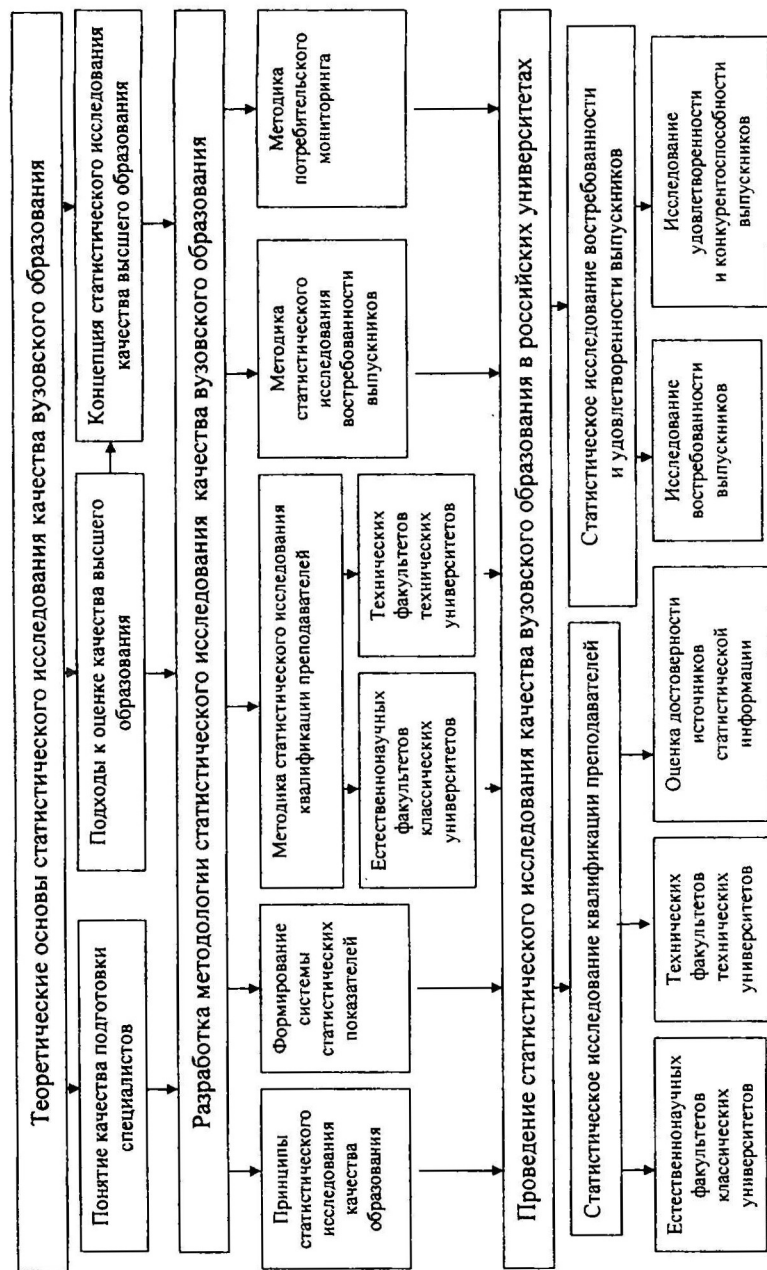 Теоретические основы статистического исследования качества вузовского образования
Понятие качества подготовки
специалистов
Подходы к оценке качества высшего
образования
Концепция статистического исследования
качества высшего образования
Разработка методологии статистического исследования качества вузовского образования
Принципы
статистического
исследования
качества
образования
Формирование
системы
статистических
показателей
Методика статистического исследования
квалификации преподавателей
Естественнонаучных
факультетов
классических
университетов
Технических
факультетов
технических
университетов
Методика
статистического
исследования
востребованности
выпускников
Методика
потребительского
мониторинга
Проведение статистического исследования качества вузовского образования в российских университетах
Статистическое исследование квалификации преподавателей
Статистическое исследование востребованности
и удовлетворенности выпускников
Естественнонаучных
факультетов
классических
университетов
Технических
факультетов
технических
университетов
Оценка достоверности
источников
статистической
информации
Исследование
востребованности
выпускников
Исследование
удовлетворенности
и конкурентоспособности
выпускников